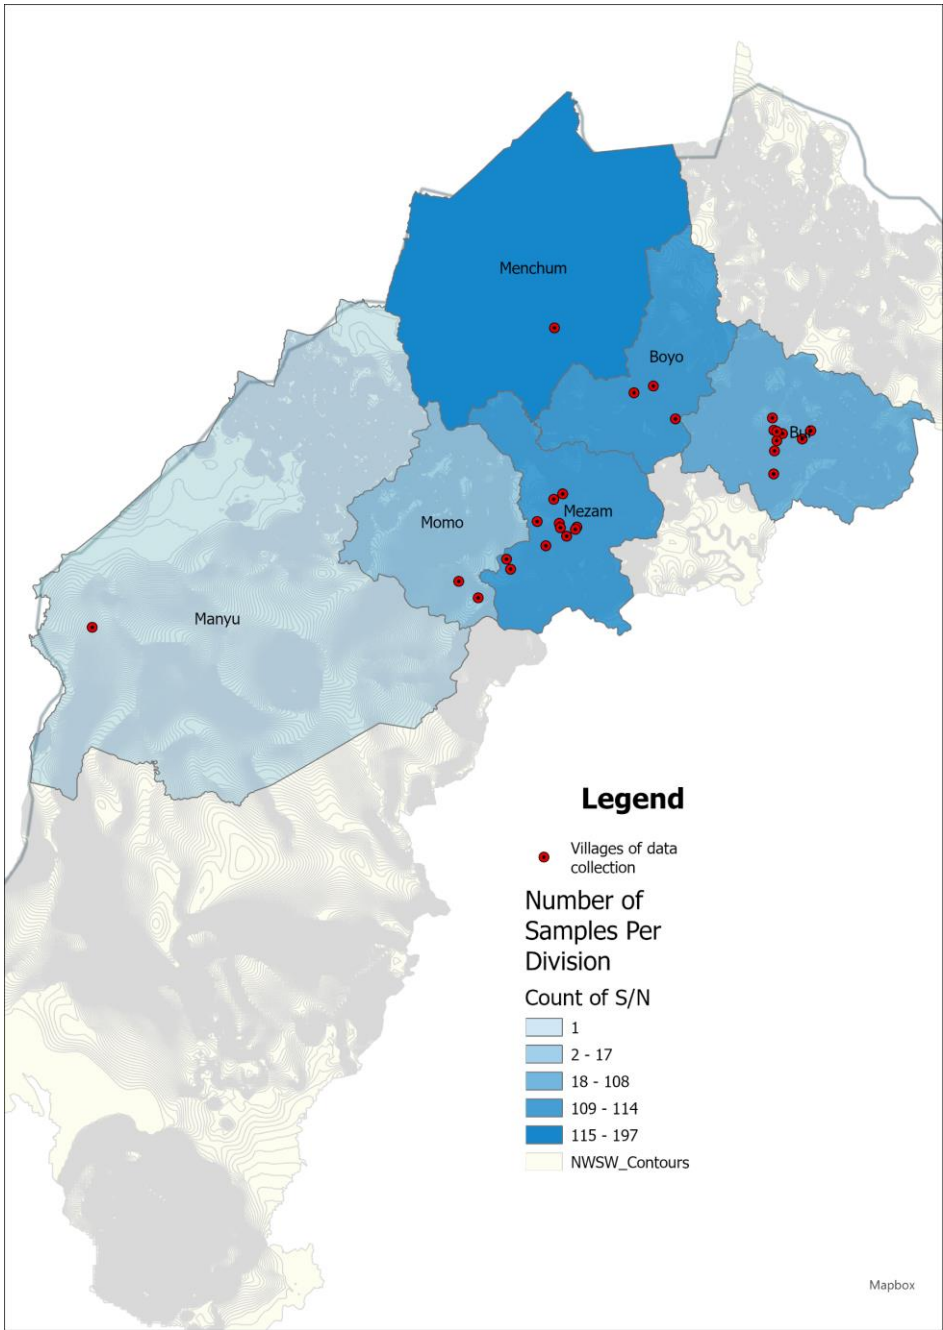 Menchum
Boyo
Bui
Mezam
Momo
Manyu
Legend
Villages of data
collection
Number of
Samples Per
Division
Count of S/N
1
2 - 17
18 - 108
109 - 114
115 - 197
NWSW_Contours
Mapbox